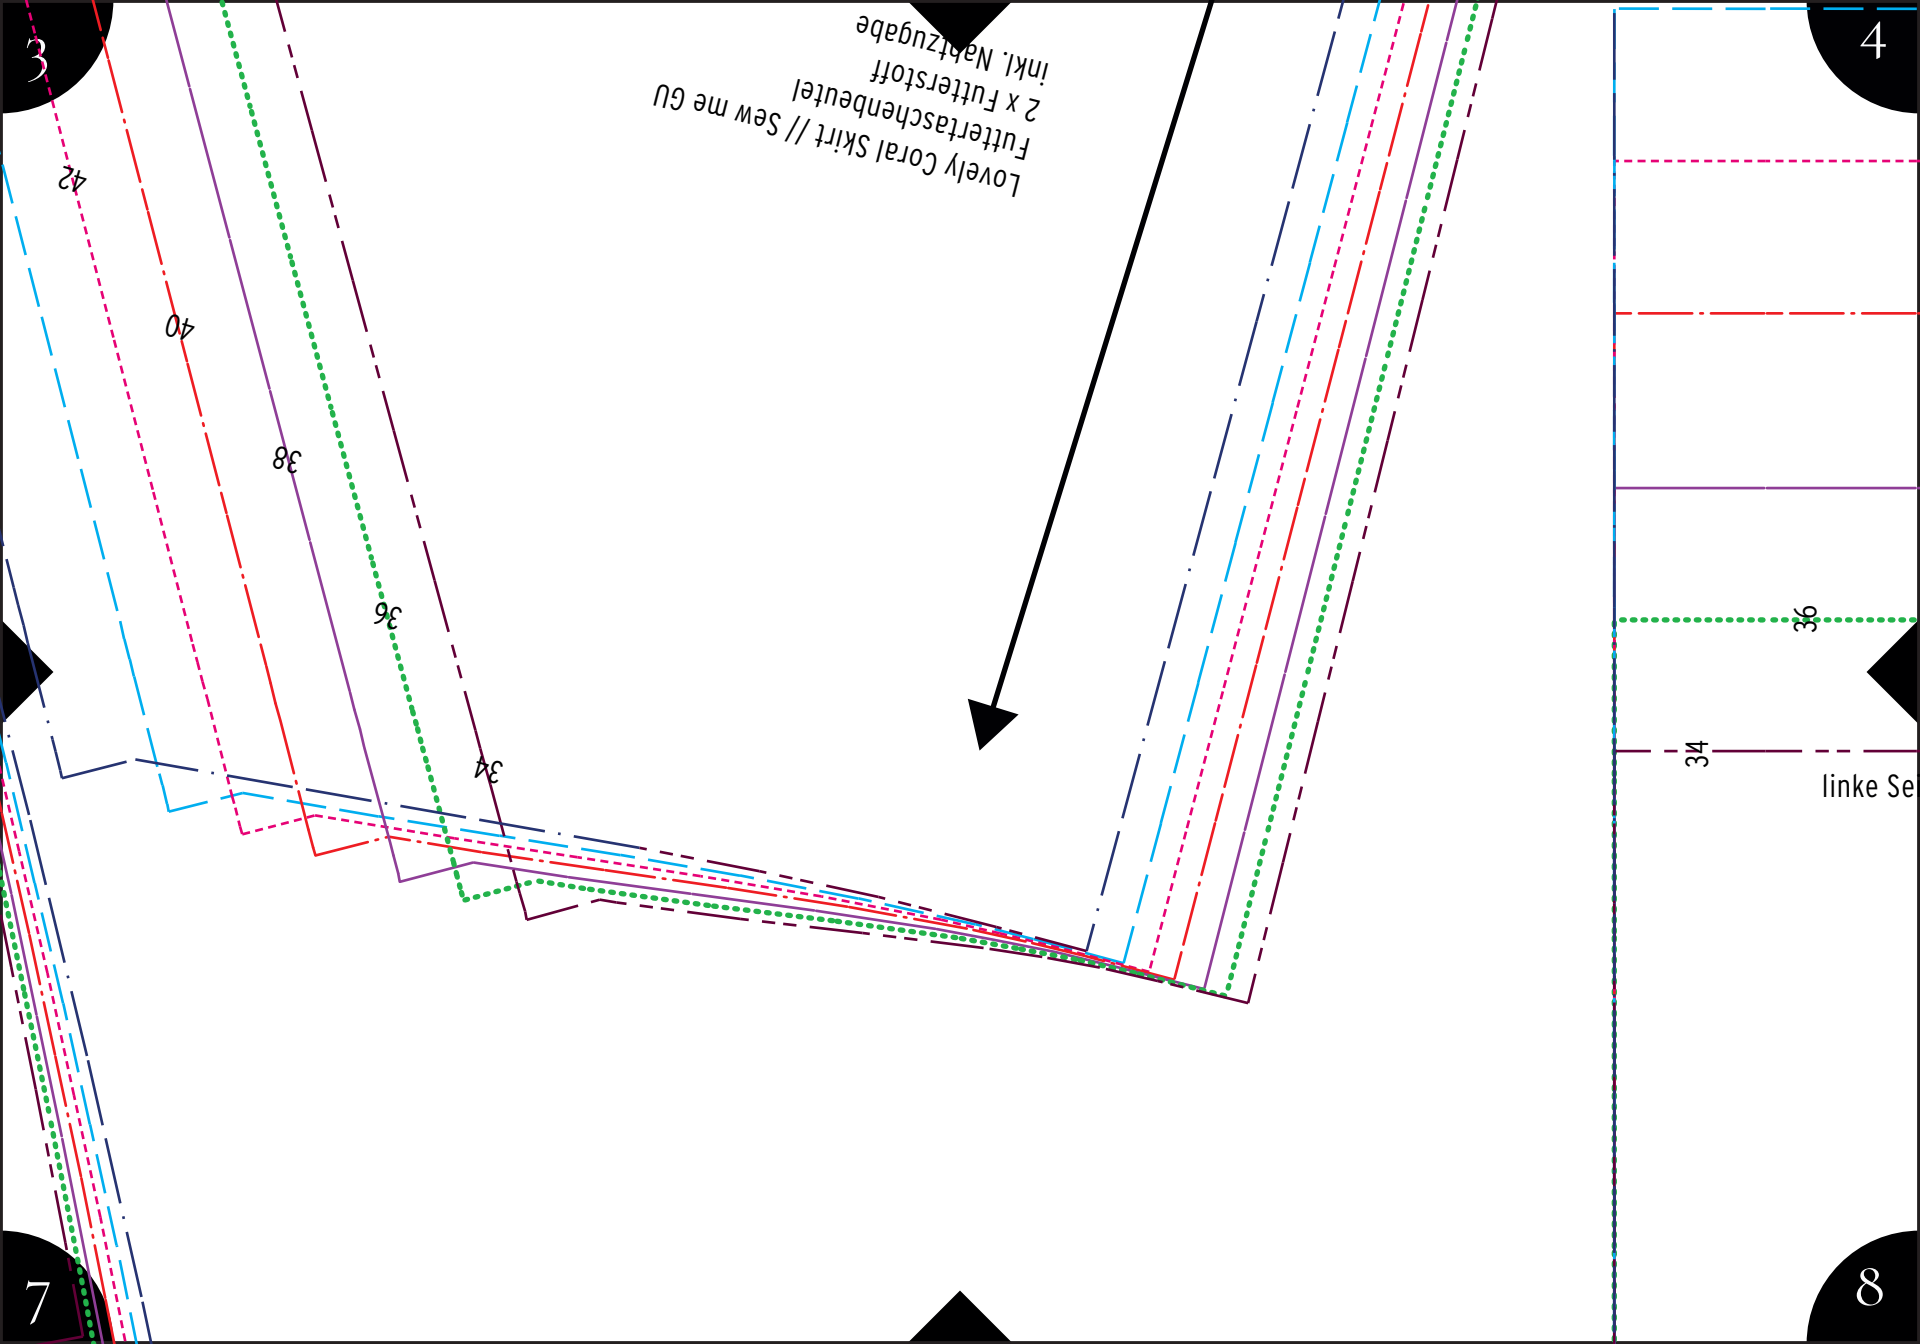 3
4
Lovely Coral Skirt // Sew me GU
Futtertaschenbeutel
2 x Futterstoff
inkl. Nahtzugabe
42
40
38
36
34
36
34
linke Se
7
8